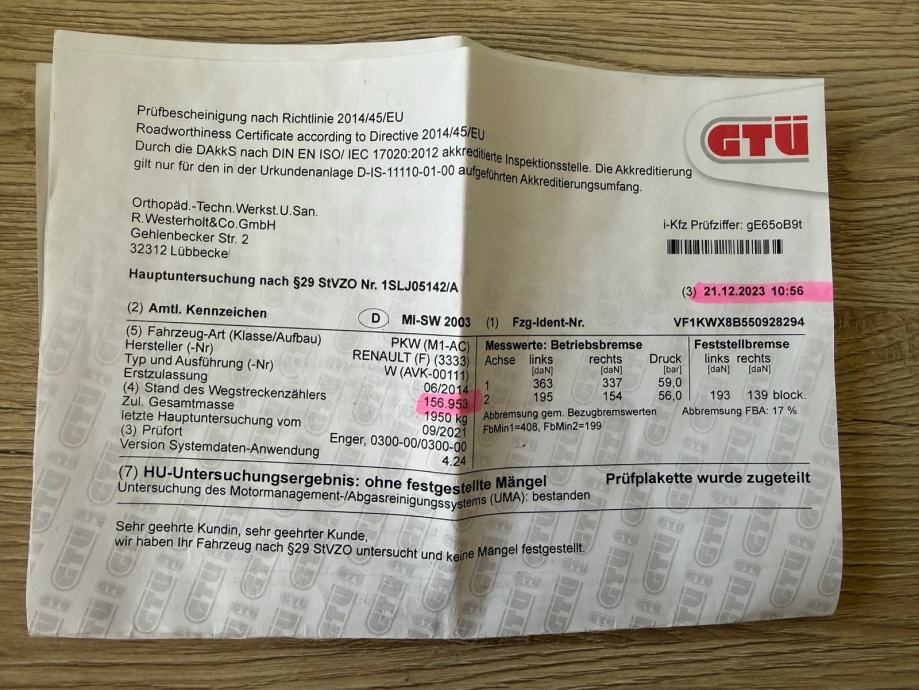 Prüfbescheinigung nach Richtlinie 2014/45/EU
Roadworthiness Certificate according to Directive 2014/45/EU
Durch die DAkkS nach DIN EN ISO/ IEC 17020:2012 akkreditierte Inspektionsstelle. Die Akkreditierung
gilt nur für den in der Urkundenanlage D-IS-11110-01-00 aufgeführten Akkreditierungsumfang.
GTÜ
Orthopäd.-Techn.Werkst.U.San.
R.Westerholt&Co.GmbH
Gehlenbecker Str. 2
32312 Lübbecke
i-Kfz Prüfziffer: gE65oB9t
Hauptuntersuchung nach §29 StVZO Nr. 1SLJ05142/A
(3) 21.12.2023 10:56
(2) Amtl. Kennzeichen D MI-SW 2003 (1) Fzg-Ident-Nr. VF1KWX8B550928294
(5) Fahrzeug-Art (Klasse/Aufbau) PKW (M1-AC)
Hersteller (-Nr) RENAULT (F) (3333)
Typ und Ausführung (-Nr) W (AVK-00111)
Erstzulassung 06/2014
(4) Stand des Wegstreckenzählers 156.953
Zul. Gesamtmasse 1950 kg
letzte Hauptuntersuchung vom 09/2021
(3) Prüfort Enger, 0300-00/0300-00
Version Systemdaten-Anwendung 4.24
Messwerte: Betriebsbremse Feststellbremse
Achse links rechts Druck links rechts
[daN] [daN] [bar] [daN] [daN]
1 363 337 59,0
2 195 154 56,0 193 139 block.
Abbremsung gem. Bezugbremswerten Abbremsung FBA: 17 %
FbMin1=408, FbMin2=199
(7) HU-Untersuchungsergebnis: ohne festgestellte Mängel Prüfplakette wurde zugeteilt
Untersuchung des Motormanagement-/Abgasreinigungssystems (UMA): bestanden
Sehr geehrte Kundin, sehr geehrter Kunde,
wir haben Ihr Fahrzeug nach §29 StVZO untersucht und keine Mängel festgestellt.